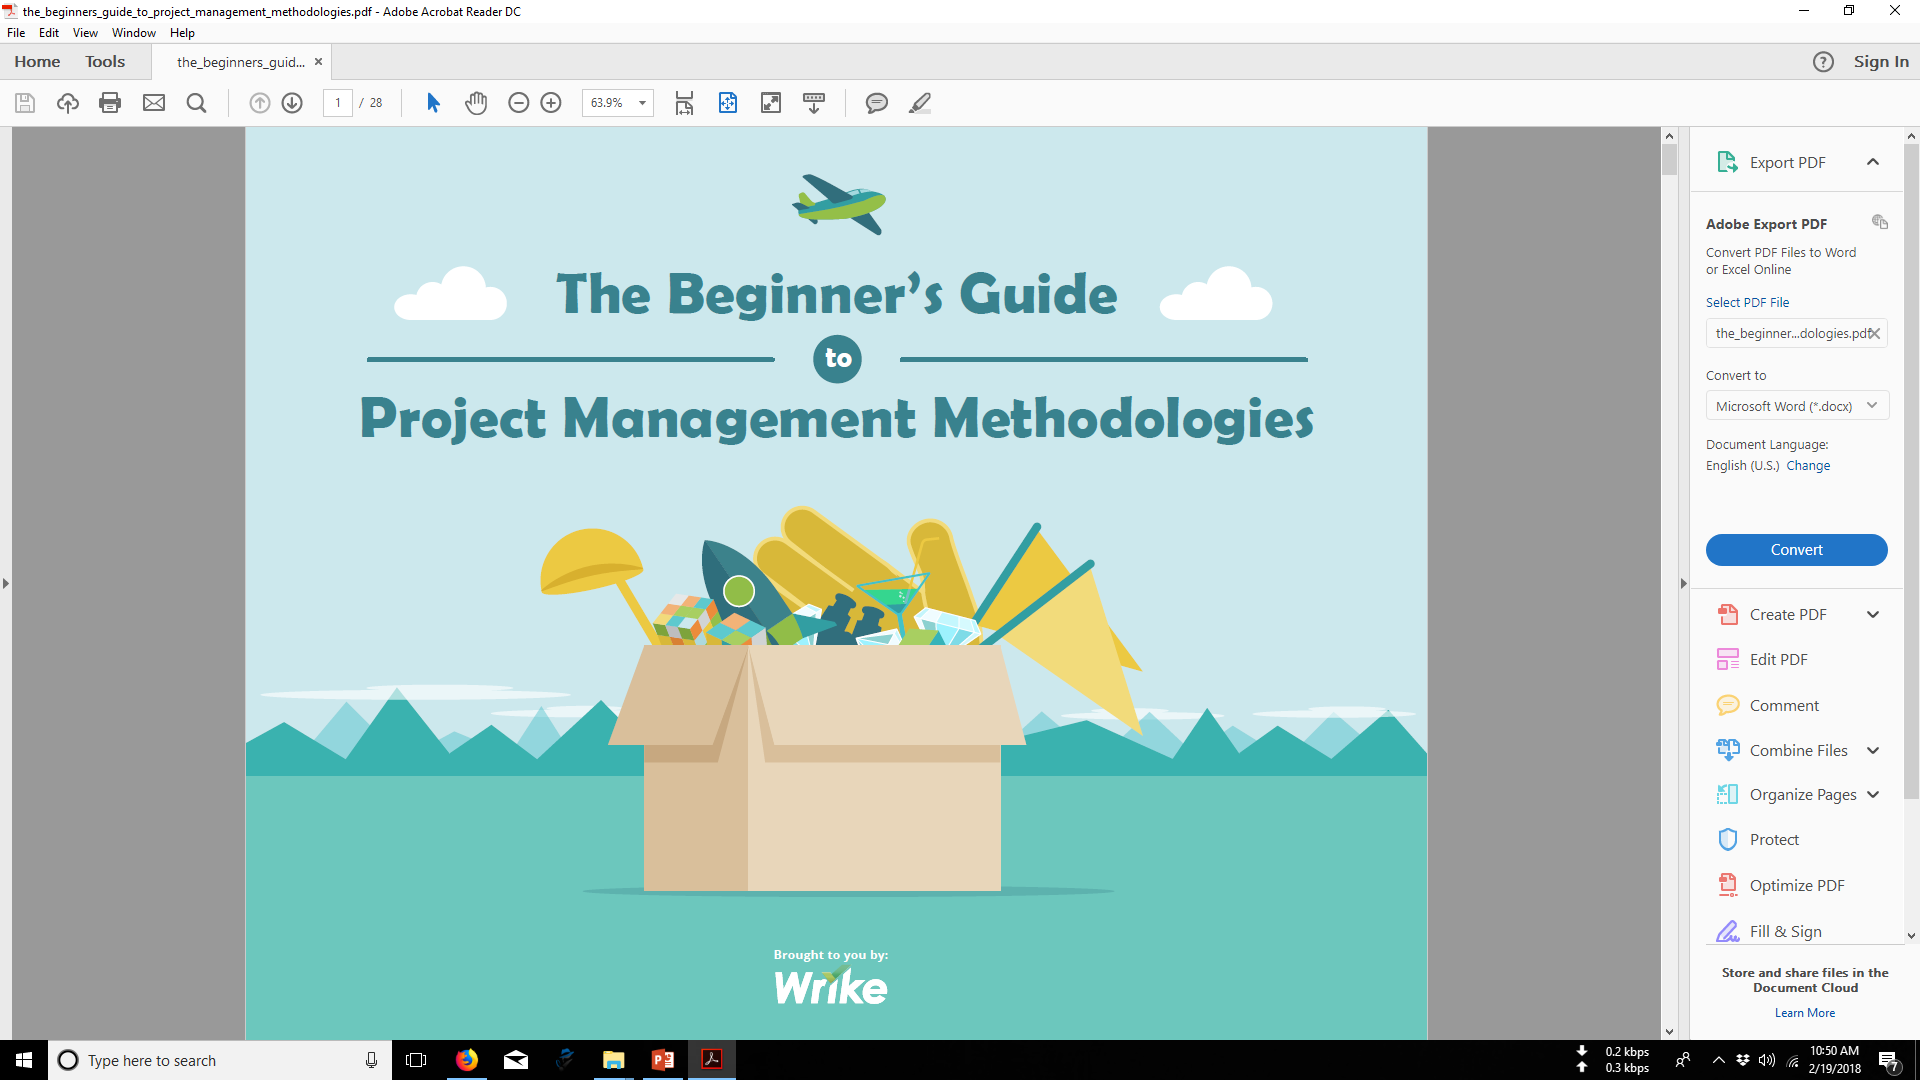 the_beginners_guide_to_project_management_methodologies.pdf - Adobe Acrobat Reader DC
File Edit View Window Help
Home Tools the_beginners_guid... Sign In
1 / 28 63.9%
The Beginner's Guide
to
Project Management Methodologies
Brought to you by:
Wrike
Export PDF
Adobe Export PDF
Convert PDF Files to Word
or Excel Online
Select PDF File
the_beginner...dologies.pdf
Convert to
Microsoft Word (*.docx)
Document Language:
English (U.S.) Change
Convert
Create PDF
Edit PDF
Comment
Combine Files
Organize Pages
Protect
Optimize PDF
Fill & Sign
Store and share files in the
Document Cloud
Learn More
Type here to search
0.2 kbps
0.3 kbps
10:50 AM
2/19/2018
7